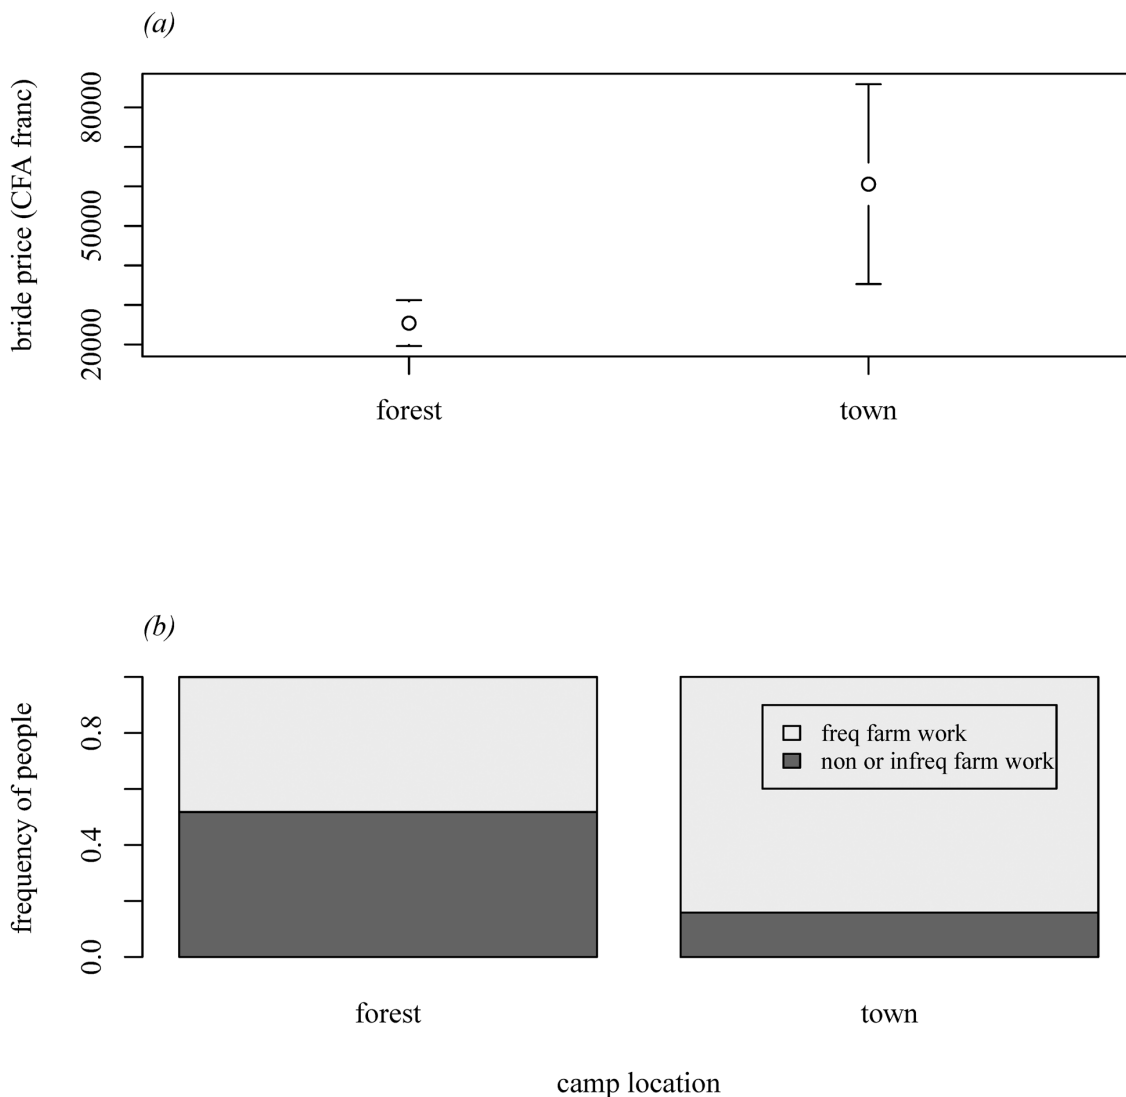 (a)
bride price (CFA franc)
80000
50000
20000
forest town
(b)
frequency of people
0.8
0.4
0.0
freq farm work
non or infreq farm work
forest town
camp location